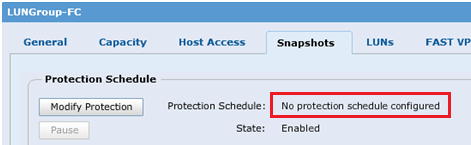 LUNGroup-FC
General Capacity Host Access Snapshots LUNs FAST VP
Protection Schedule
Modify Protection Protection Schedule: No protection schedule configured
Pause State: Enabled